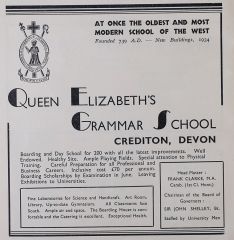 AT ONCE THE OLDEST AND MOST
MODERN SCHOOL OF THE WEST
Founded 739 A.D. — New Buildings, 1934
QUEEN ELIZABETH'S
GRAMMAR SCHOOL
CREDITON, DEVON
Boarding and Day School for 200 with all the latest improvements. Well
Endowed. Healthy Site. Ample Playing Fields. Special attention to Physical
Training. Careful Preparation for all Professional and
Business Careers. Inclusive cost £70 per annum.
Boarding Scholarships by Examination in June. Leaving
Exhibitions to Universities.
Fine Laboratories for Science and Handicraft. Art Room,
Library, Up-to-date Gymnasium. All Classrooms face
South. Ample air and space. The Boarding House is comfortable
and the Catering is excellent. Exceptional Health.
Head Master :
FRANK CLARKE, M.A.
Camb. (1st Cl. Hons.)
Chairman of the Board of
Governors :
SIR JOHN SHELLEY, Bt.
Staffed by University Men